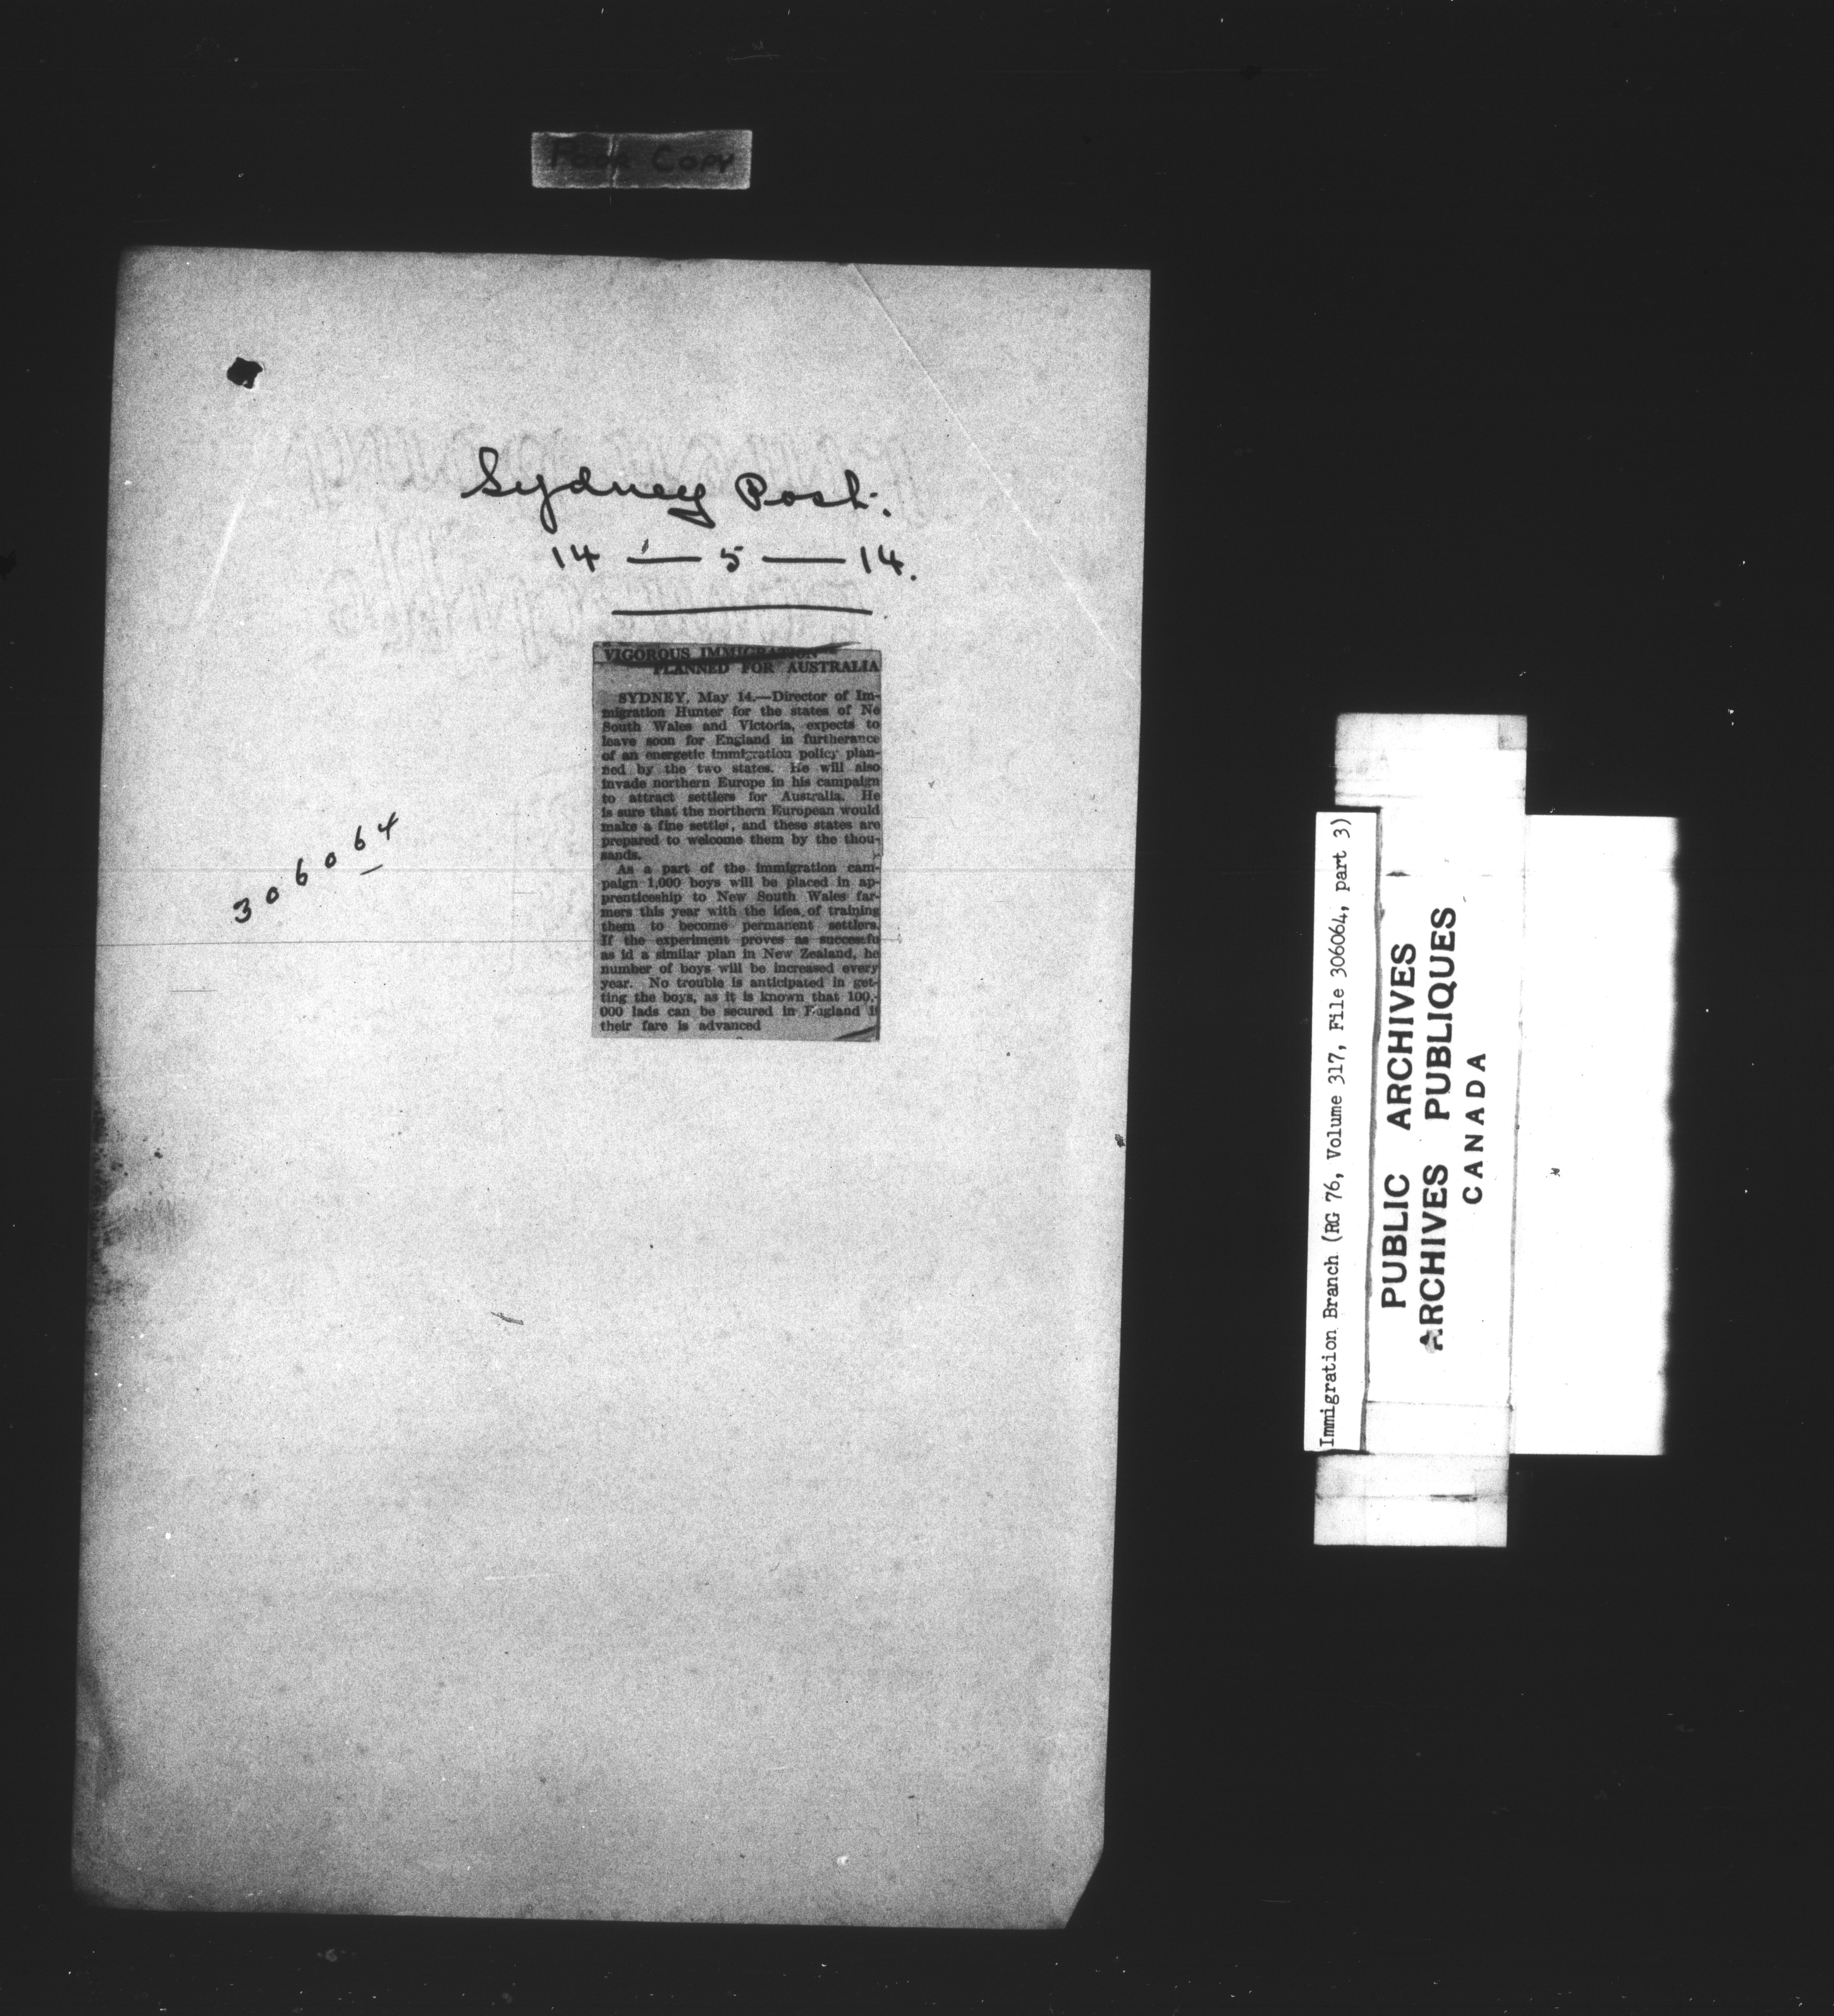 Poor Copy
Sydney Post.
14 — 5 — 14.
VIGOROUS IMMIGRATION
PLANNED FOR AUSTRALIA
SYDNEY, May 14.—Director of Im-
migration Hunter for the states of Ne
South Wales and Victoria, expects to
leave soon for England in furtherance
of an energetic immigration policy plan-
ned by the two states. He will also
invade northern Europe in his campaign
to attract settlers for Australia. He
is sure that the northern European would
make a fine settler, and these states are
prepared to welcome them by the thou-
sands.
As a part of the immigration cam-
paign 1,000 boys will be placed in ap-
prenticeship to New South Wales far-
mers this year with the idea of training
them to become permanent settlers.
If the experiment proves as successfu
as id a similar plan in New Zealand, he
number of boys will be increased every
year. No trouble is anticipated in get-
ting the boys, as it is known that 100,-
000 lads can be secured in England if
their fare is advanced
306064
Immigration Branch (RG 76, Volume 317, File 306064, part 3)
PUBLIC ARCHIVES
ARCHIVES PUBLIQUES
CANADA